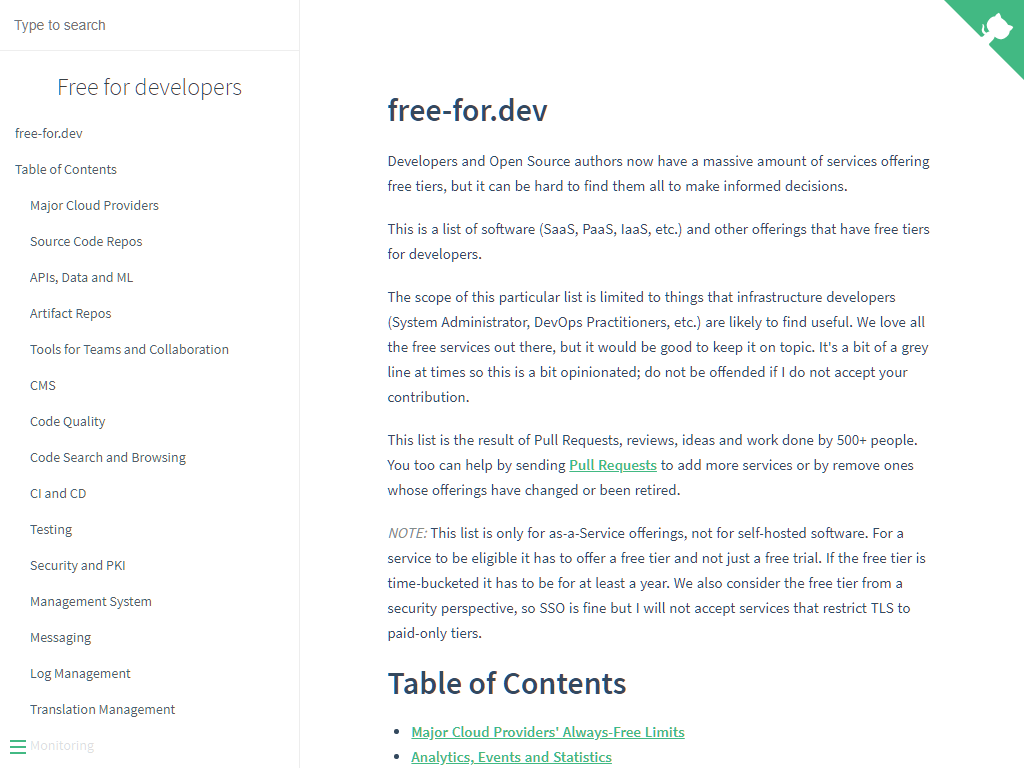 Type to search
Free for developers
free-for.dev
Table of Contents
Major Cloud Providers
Source Code Repos
APIs, Data and ML
Artifact Repos
Tools for Teams and Collaboration
CMS
Code Quality
Code Search and Browsing
CI and CD
Testing
Security and PKI
Management System
Messaging
Log Management
Translation Management
Monitoring
free-for.dev
Developers and Open Source authors now have a massive amount of services offering
free tiers, but it can be hard to find them all to make informed decisions.
This is a list of software (SaaS, PaaS, IaaS, etc.) and other offerings that have free tiers
for developers.
The scope of this particular list is limited to things that infrastructure developers
(System Administrator, DevOps Practitioners, etc.) are likely to find useful. We love all
the free services out there, but it would be good to keep it on topic. It's a bit of a grey
line at times so this is a bit opinionated; do not be offended if I do not accept your
contribution.
This list is the result of Pull Requests, reviews, ideas and work done by 500+ people.
You too can help by sending Pull Requests to add more services or by remove ones
whose offerings have changed or been retired.
NOTE: This list is only for as-a-Service offerings, not for self-hosted software. For a
service to be eligible it has to offer a free tier and not just a free trial. If the free tier is
time-bucketed it has to be for at least a year. We also consider the free tier from a
security perspective, so SSO is fine but I will not accept services that restrict TLS to
paid-only tiers.
Table of Contents
Major Cloud Providers' Always-Free Limits
Analytics, Events and Statistics